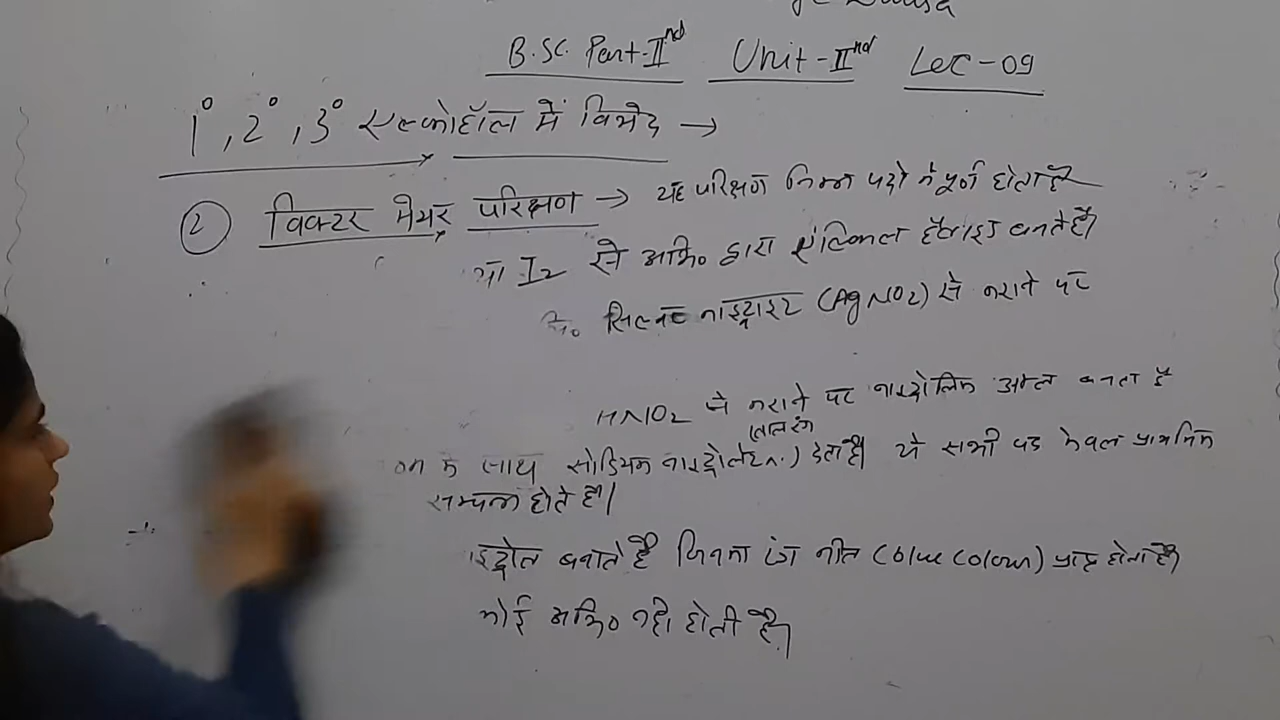 B.SC. Part-IInd Unit-IInd Lec-09
1°, 2°, 3° एल्कोहॉल में विभेद →
(2) विक्टर मेयर परिक्षण → यह परिक्षण निम्न पदो मे पूर्ण होता है
या I2 से अभि० द्वारा एल्किल हैलाइड बनते है।
सिल्वर नाइट्राइट (AgNO2) से कराने पर
HNO2 से कराने पर नाइट्रोलिक अम्ल बनता है
(लाल रंग
के साथ सोडियम नाइट्रोलेट) देता है। ये सभी पद केवल प्राथमिक
सम्पन्न होते है।
बनाते है जिनका रंग नील (blue colour) प्राप्त होता है।
कोई अभि० नही होती है।